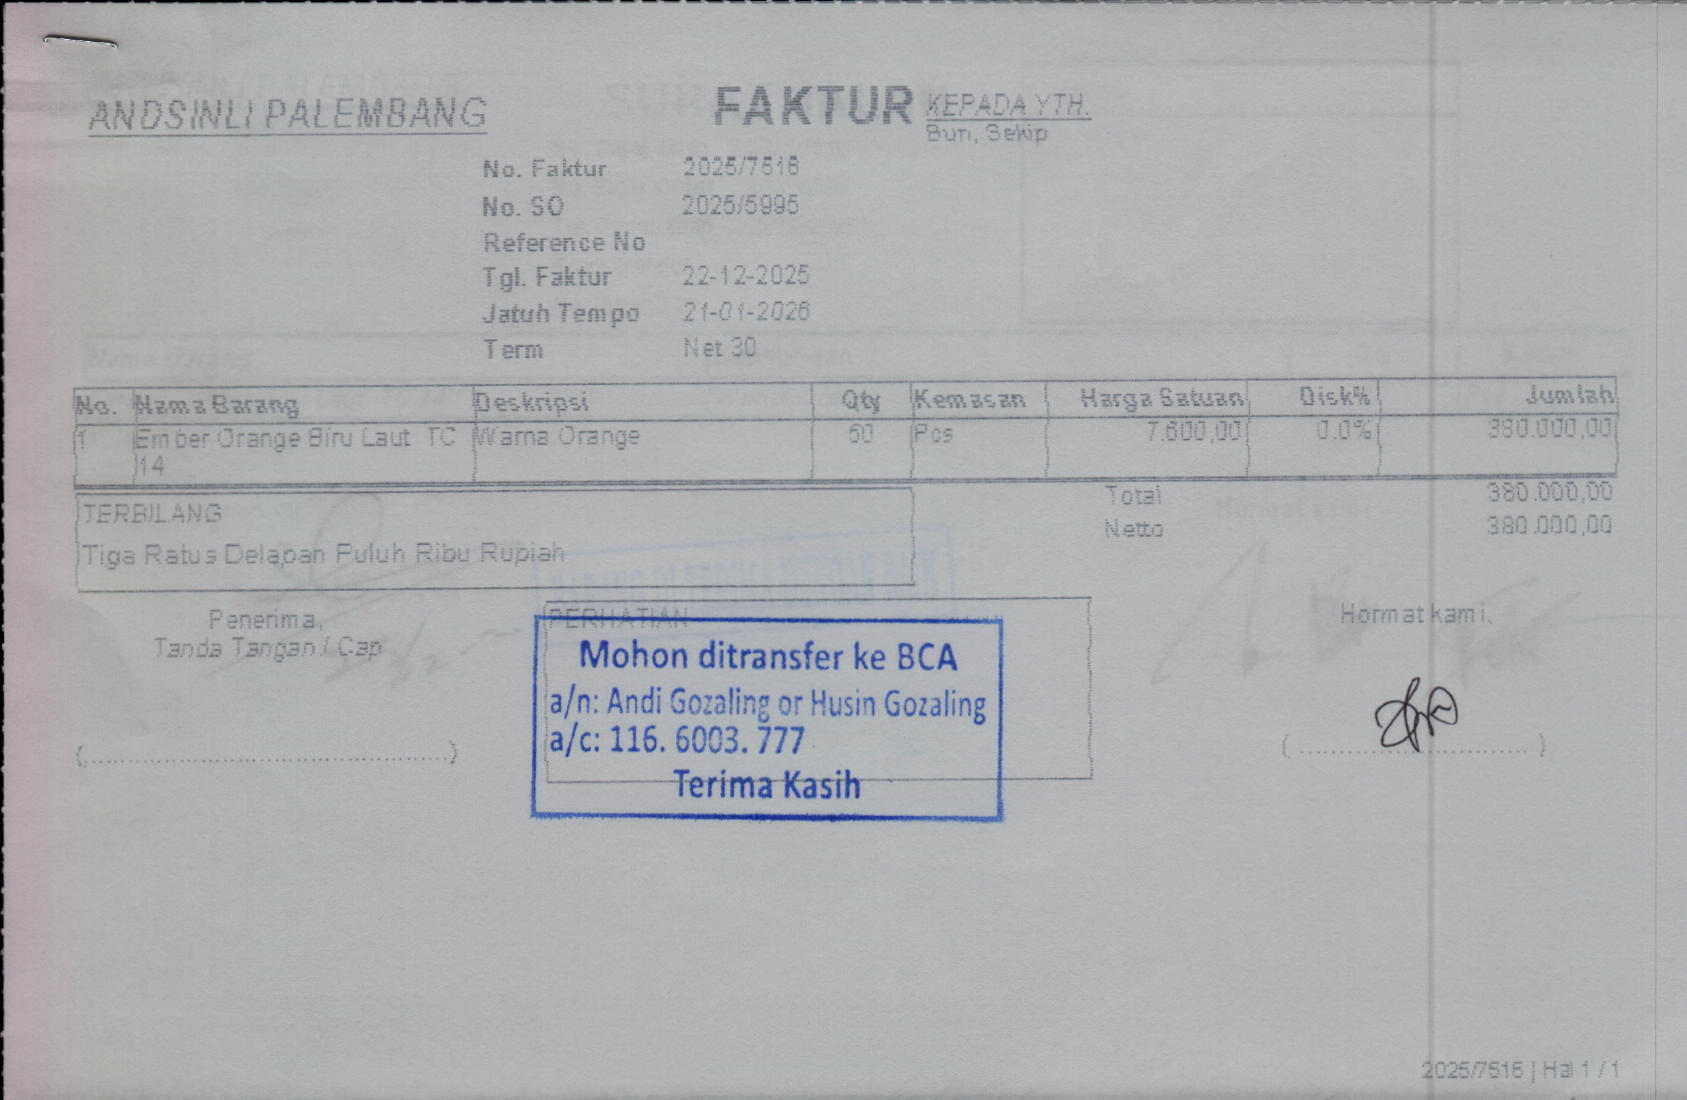 ANDSINLI PALEMBANG
FAKTUR
KEPADA YTH.
Bun, Sekip
No. Faktur 2025/7516
No. SO 2025/5995
Reference No
Tgl. Faktur 22-12-2025
Jatuh Tempo 21-01-2026
Term Net 30
No. Nama Barang Deskripsi Qty Kemasan Harga Satuan Disk% Jumlah
1 Ember Orange Biru Laut TC Warna Orange 50 Pcs 7.600,00 0.0% 380.000,00
14
Total 380.000,00
TERBILANG
Netto 380.000,00
Tiga Ratus Delapan Puluh Ribu Rupiah
Penerima,
Tanda Tangan / Cap
PERHATIAN
Hormat kami,
Mohon ditransfer ke BCA
a/n: Andi Gozaling or Husin Gozaling
a/c: 116. 6003. 777
Terima Kasih
2025/7516 | Hal 1 / 1